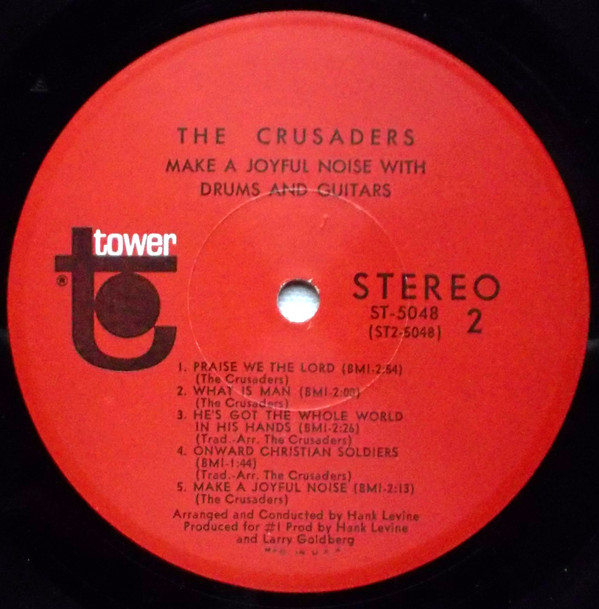 THE CRUSADERS
MAKE A JOYFUL NOISE WITH
DRUMS AND GUITARS
tower
®
STEREO
ST-5048
(ST2-5048)
2
1. PRAISE WE THE LORD (BMI-2:54)
(The Crusaders)
2. WHAT IS MAN (BMI-2:09)
(The Crusaders)
3. HE'S GOT THE WHOLE WORLD
IN HIS HANDS (BMI-2:26)
(Trad.-Arr. The Crusaders)
4. ONWARD CHRISTIAN SOLDIERS
(BMI-1:44)
(Trad.-Arr. The Crusaders)
5. MAKE A JOYFUL NOISE (BMI-2:13)
(The Crusaders)
Arranged and Conducted by Hank Levine
Produced for #1 Prod by Hank Levine
and Larry Goldberg
MFD. IN U.S.A.